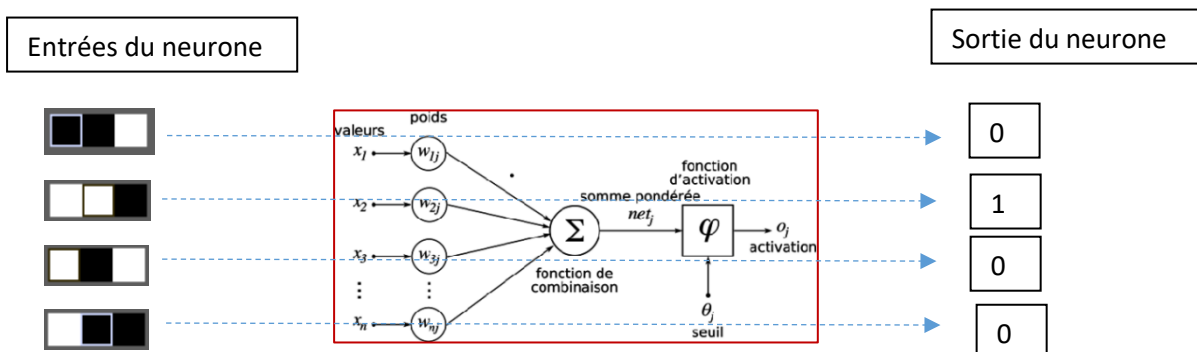 Entrées du neurone
Sortie du neurone
0
1
0
0
valeurs
poids
x₁
w₁ⱼ
x₂
w₂ⱼ
x₃
w₃ⱼ
⋮
⋮
xₙ
wₙⱼ
Σ
fonction de
combinaison
somme pondérée
netⱼ
fonction
d'activation
φ
oⱼ
activation
θⱼ
seuil